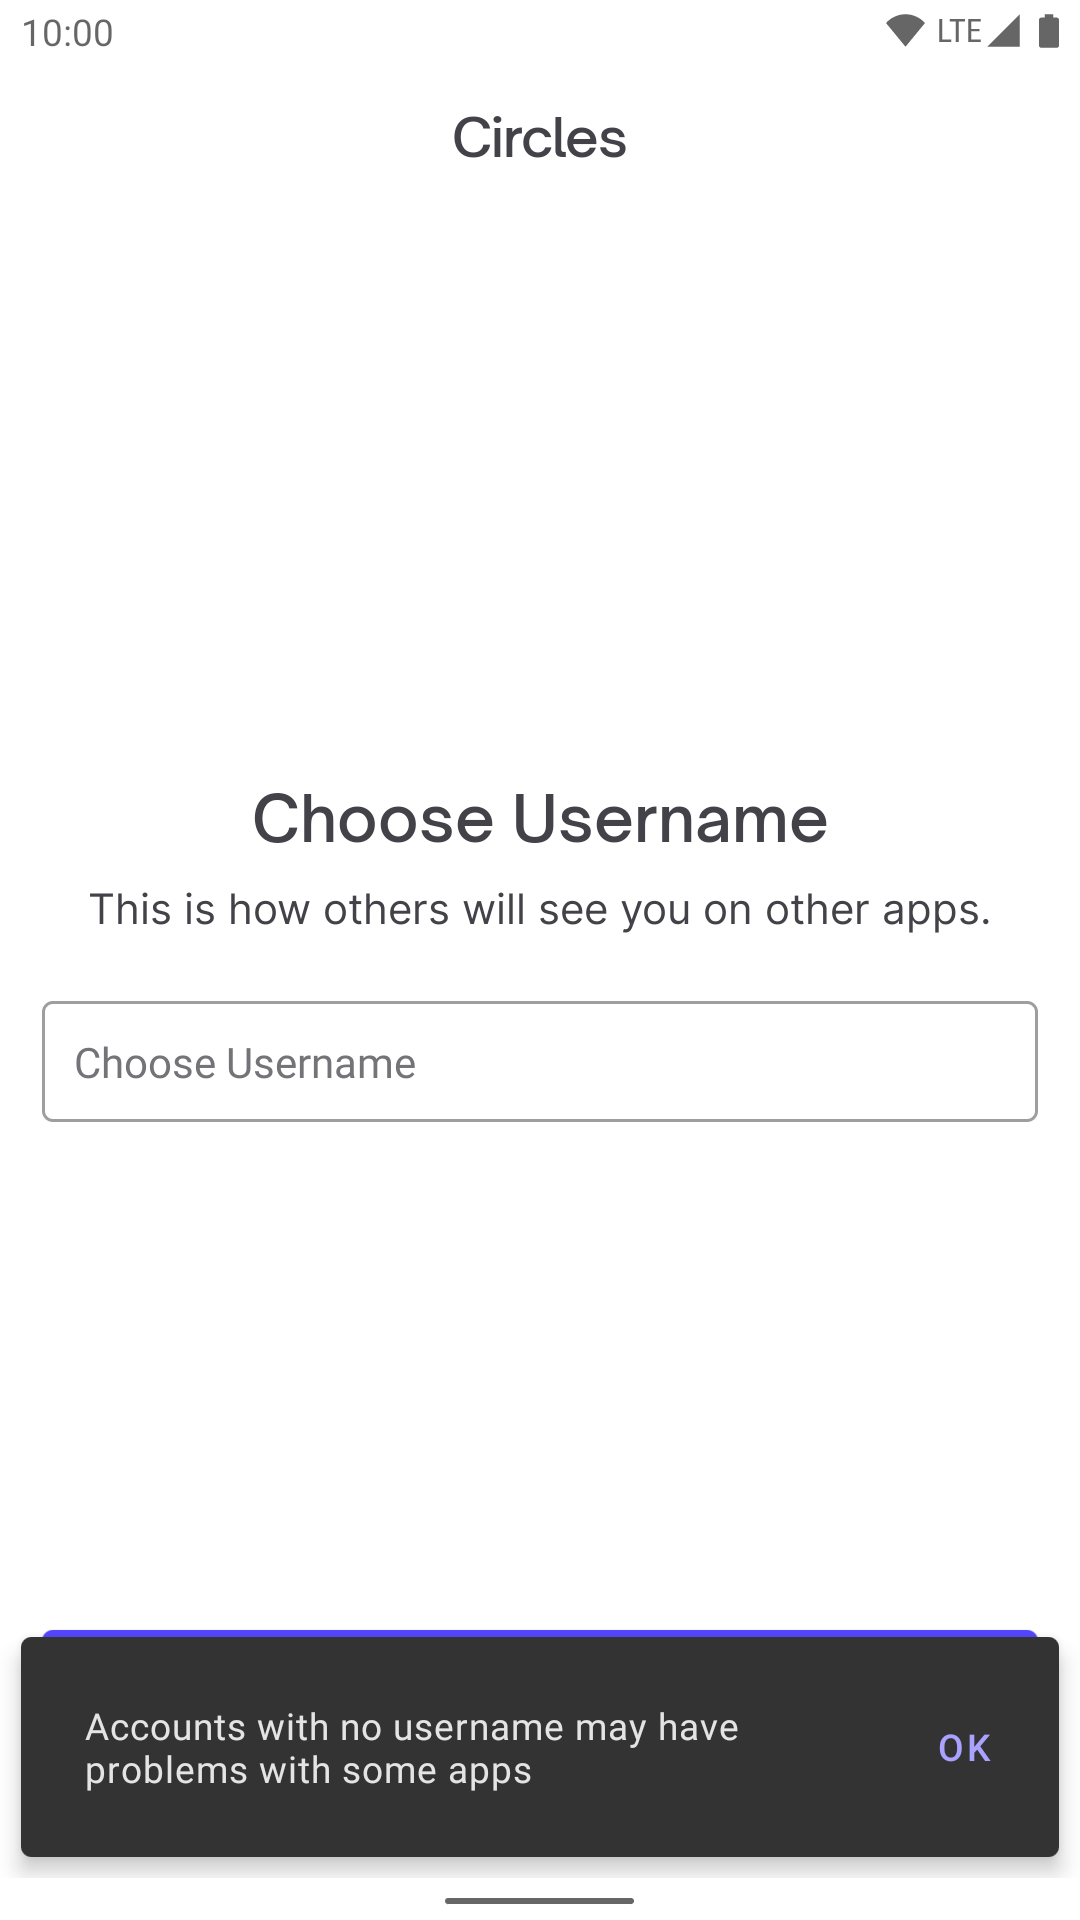 10:00
LTE
Circles
Choose Username
This is how others will see you on other apps.
Choose Username
Accounts with no username may have
problems with some apps
OK